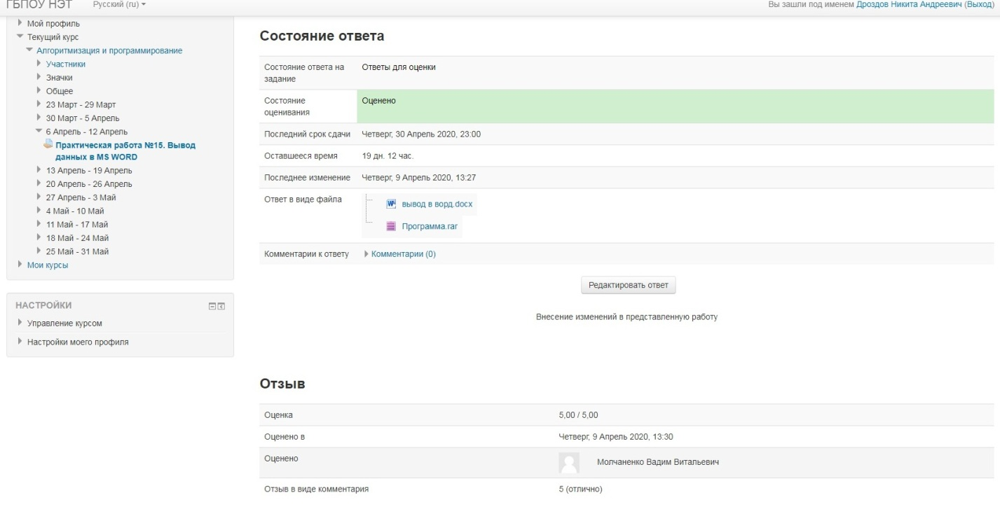 ГБПОУ НЭТ
Русский (ru)
Вы зашли под именем Дроздов Никита Андреевич (Выход)
Мой профиль
Текущий курс
Алгоритмизация и программирование
Участники
Значки
Общее
23 Март - 29 Март
30 Март - 5 Апрель
6 Апрель - 12 Апрель
Практическая работа №15. Вывод
данных в MS WORD
13 Апрель - 19 Апрель
20 Апрель - 26 Апрель
27 Апрель - 3 Май
4 Май - 10 Май
11 Май - 17 Май
18 Май - 24 Май
25 Май - 31 Май
Мои курсы
НАСТРОЙКИ
Управление курсом
Настройки моего профиля
Состояние ответа
Состояние ответа на
задание
Ответы для оценки
Состояние
оценивания
Оценено
Последний срок сдачи
Четверг, 30 Апрель 2020, 23:00
Оставшееся время
19 дн. 12 час.
Последнее изменение
Четверг, 9 Апрель 2020, 13:27
Ответ в виде файла
вывод в ворд.docx
Программа.rar
Комментарии к ответу
Комментарии (0)
Редактировать ответ
Внесение изменений в представленную работу
Отзыв
Оценка
5,00 / 5,00
Оценено в
Четверг, 9 Апрель 2020, 13:30
Оценено
Молчаненко Вадим Витальевич
Отзыв в виде комментария
5 (отлично)